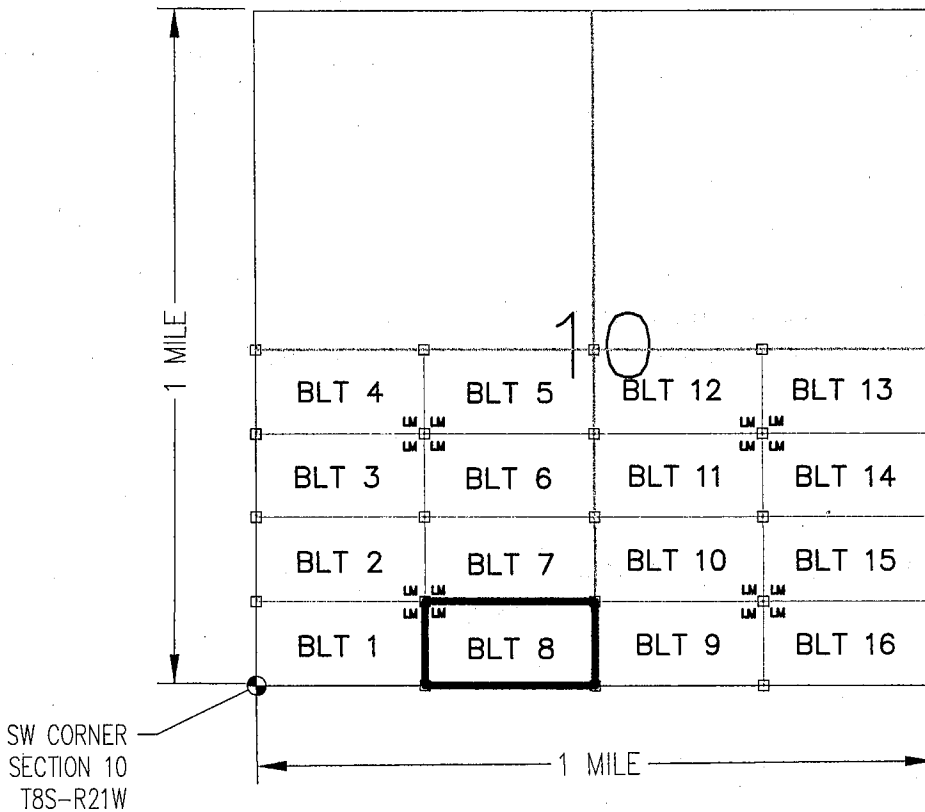 1 MILE
10
BLT 4 BLT 5 BLT 12 BLT 13
LM LM LM LM
LM LM LM LM
BLT 3 BLT 6 BLT 11 BLT 14
BLT 2 BLT 7 BLT 10 BLT 15
LM LM LM LM
LM LM LM LM
BLT 1 BLT 8 BLT 9 BLT 16
SW CORNER
SECTION 10
T8S-R21W
1 MILE